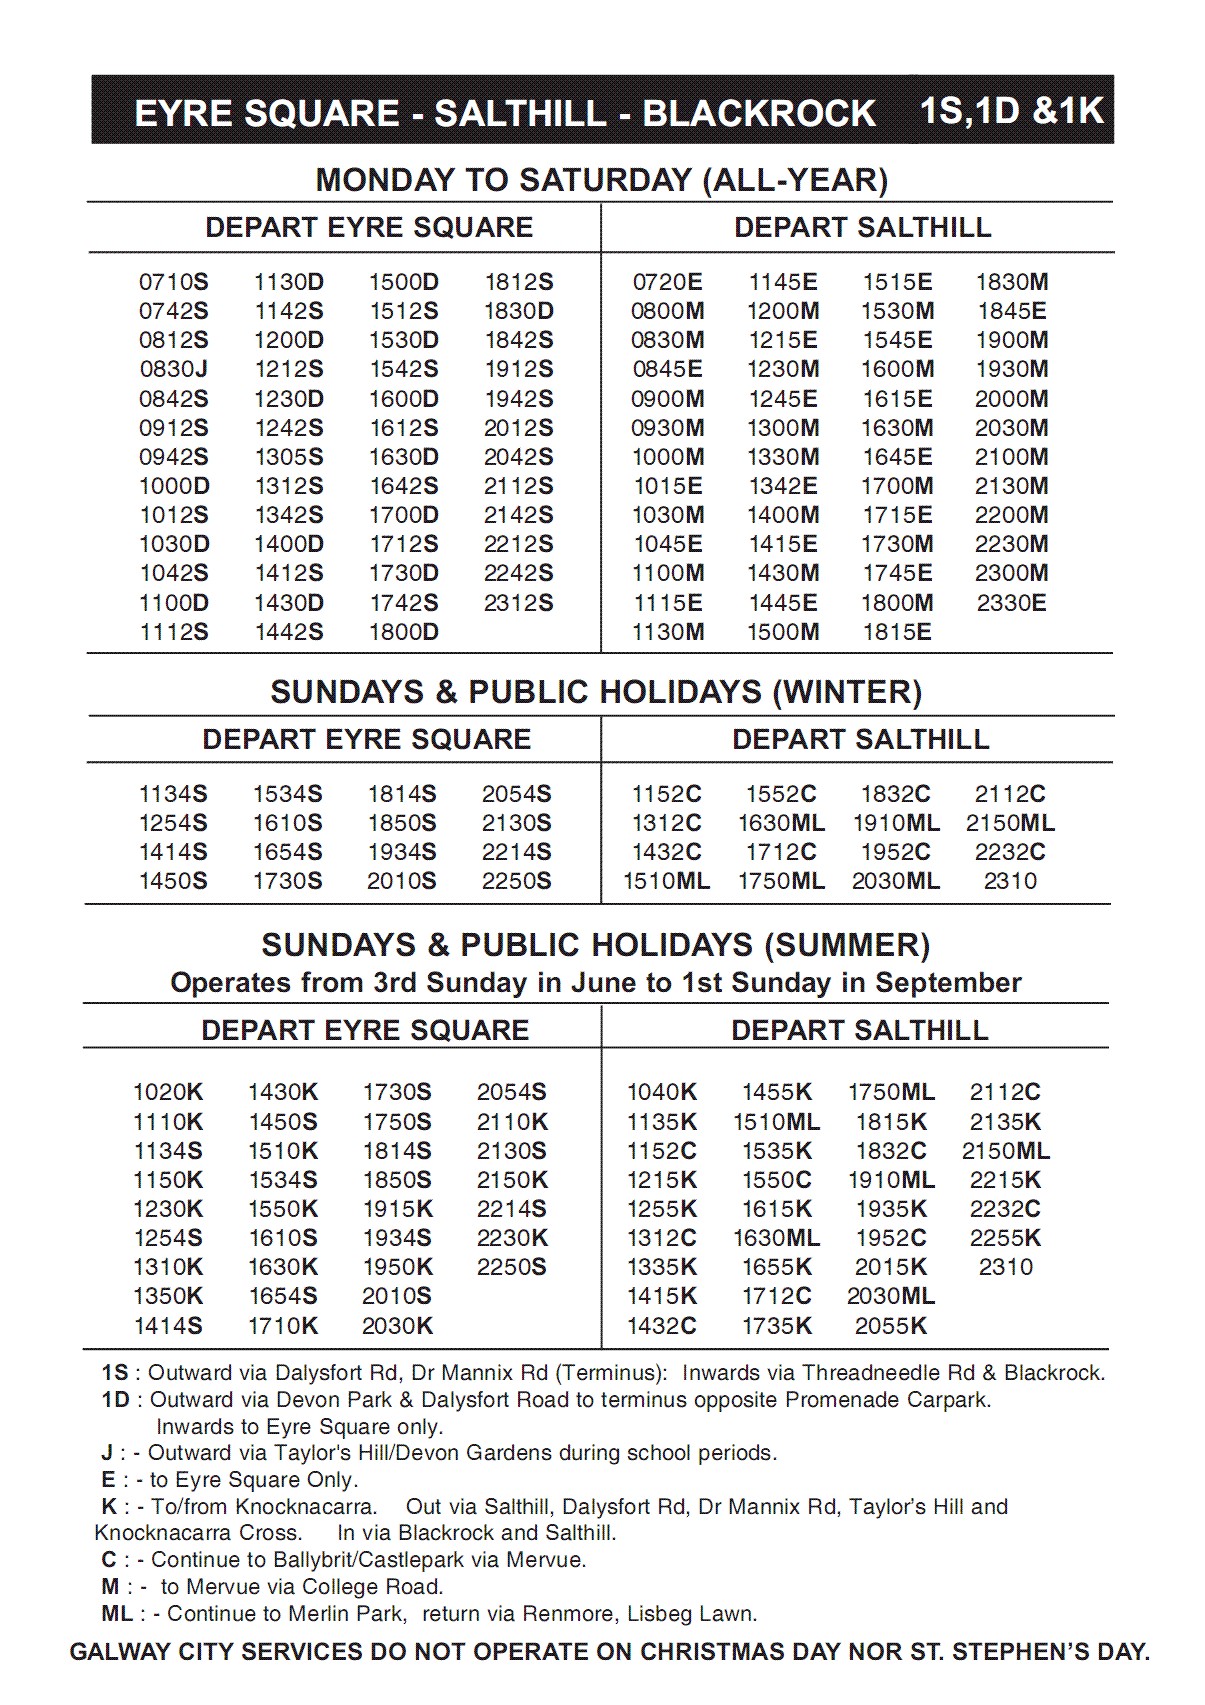 EYRE SQUARE - SALTHILL - BLACKROCK 1S,1D &1K
MONDAY TO SATURDAY (ALL-YEAR)
DEPART EYRE SQUARE DEPART SALTHILL
0710S 1130D 1500D 1812S 0720E 1145E 1515E 1830M
0742S 1142S 1512S 1830D 0800M 1200M 1530M 1845E
0812S 1200D 1530D 1842S 0830M 1215E 1545E 1900M
0830J 1212S 1542S 1912S 0845E 1230M 1600M 1930M
0842S 1230D 1600D 1942S 0900M 1245E 1615E 2000M
0912S 1242S 1612S 2012S 0930M 1300M 1630M 2030M
0942S 1305S 1630D 2042S 1000M 1330M 1645E 2100M
1000D 1312S 1642S 2112S 1015E 1342E 1700M 2130M
1012S 1342S 1700D 2142S 1030M 1400M 1715E 2200M
1030D 1400D 1712S 2212S 1045E 1415E 1730M 2230M
1042S 1412S 1730D 2242S 1100M 1430M 1745E 2300M
1100D 1430D 1742S 2312S 1115E 1445E 1800M 2330E
1112S 1442S 1800D 1130M 1500M 1815E
SUNDAYS & PUBLIC HOLIDAYS (WINTER)
DEPART EYRE SQUARE DEPART SALTHILL
1134S 1534S 1814S 2054S 1152C 1552C 1832C 2112C
1254S 1610S 1850S 2130S 1312C 1630ML 1910ML 2150ML
1414S 1654S 1934S 2214S 1432C 1712C 1952C 2232C
1450S 1730S 2010S 2250S 1510ML 1750ML 2030ML 2310
SUNDAYS & PUBLIC HOLIDAYS (SUMMER)
Operates from 3rd Sunday in June to 1st Sunday in September
DEPART EYRE SQUARE DEPART SALTHILL
1020K 1430K 1730S 2054S 1040K 1455K 1750ML 2112C
1110K 1450S 1750S 2110K 1135K 1510ML 1815K 2135K
1134S 1510K 1814S 2130S 1152C 1535K 1832C 2150ML
1150K 1534S 1850S 2150K 1215K 1550C 1910ML 2215K
1230K 1550K 1915K 2214S 1255K 1615K 1935K 2232C
1254S 1610S 1934S 2230K 1312C 1630ML 1952C 2255K
1310K 1630K 1950K 2250S 1335K 1655K 2015K 2310
1350K 1654S 2010S 1415K 1712C 2030ML
1414S 1710K 2030K 1432C 1735K 2055K
1S : Outward via Dalysfort Rd, Dr Mannix Rd (Terminus): Inwards via Threadneedle Rd & Blackrock.
1D : Outward via Devon Park & Dalysfort Road to terminus opposite Promenade Carpark.
Inwards to Eyre Square only.
J : - Outward via Taylor's Hill/Devon Gardens during school periods.
E : - to Eyre Square Only.
K : - To/from Knocknacarra. Out via Salthill, Dalysfort Rd, Dr Mannix Rd, Taylor's Hill and
Knocknacarra Cross. In via Blackrock and Salthill.
C : - Continue to Ballybrit/Castlepark via Mervue.
M : - to Mervue via College Road.
ML : - Continue to Merlin Park, return via Renmore, Lisbeg Lawn.
GALWAY CITY SERVICES DO NOT OPERATE ON CHRISTMAS DAY NOR ST. STEPHEN'S DAY.